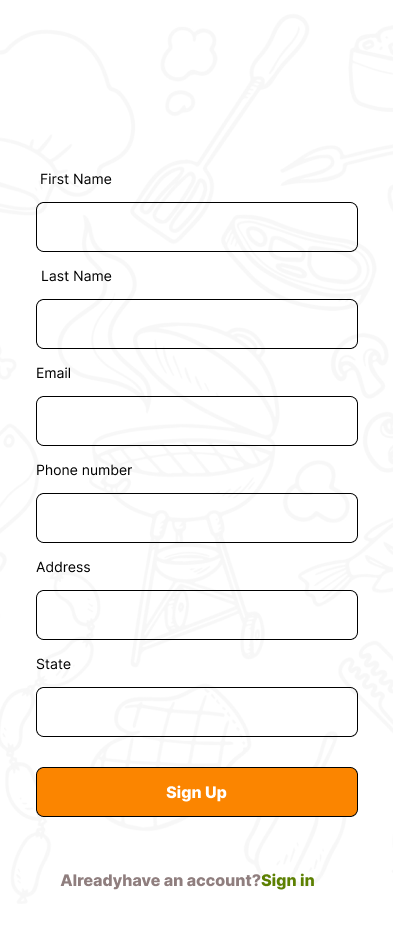 First Name
Last Name
Email
Phone number
Address
State
Sign Up
Alreadyhave an account?Sign in